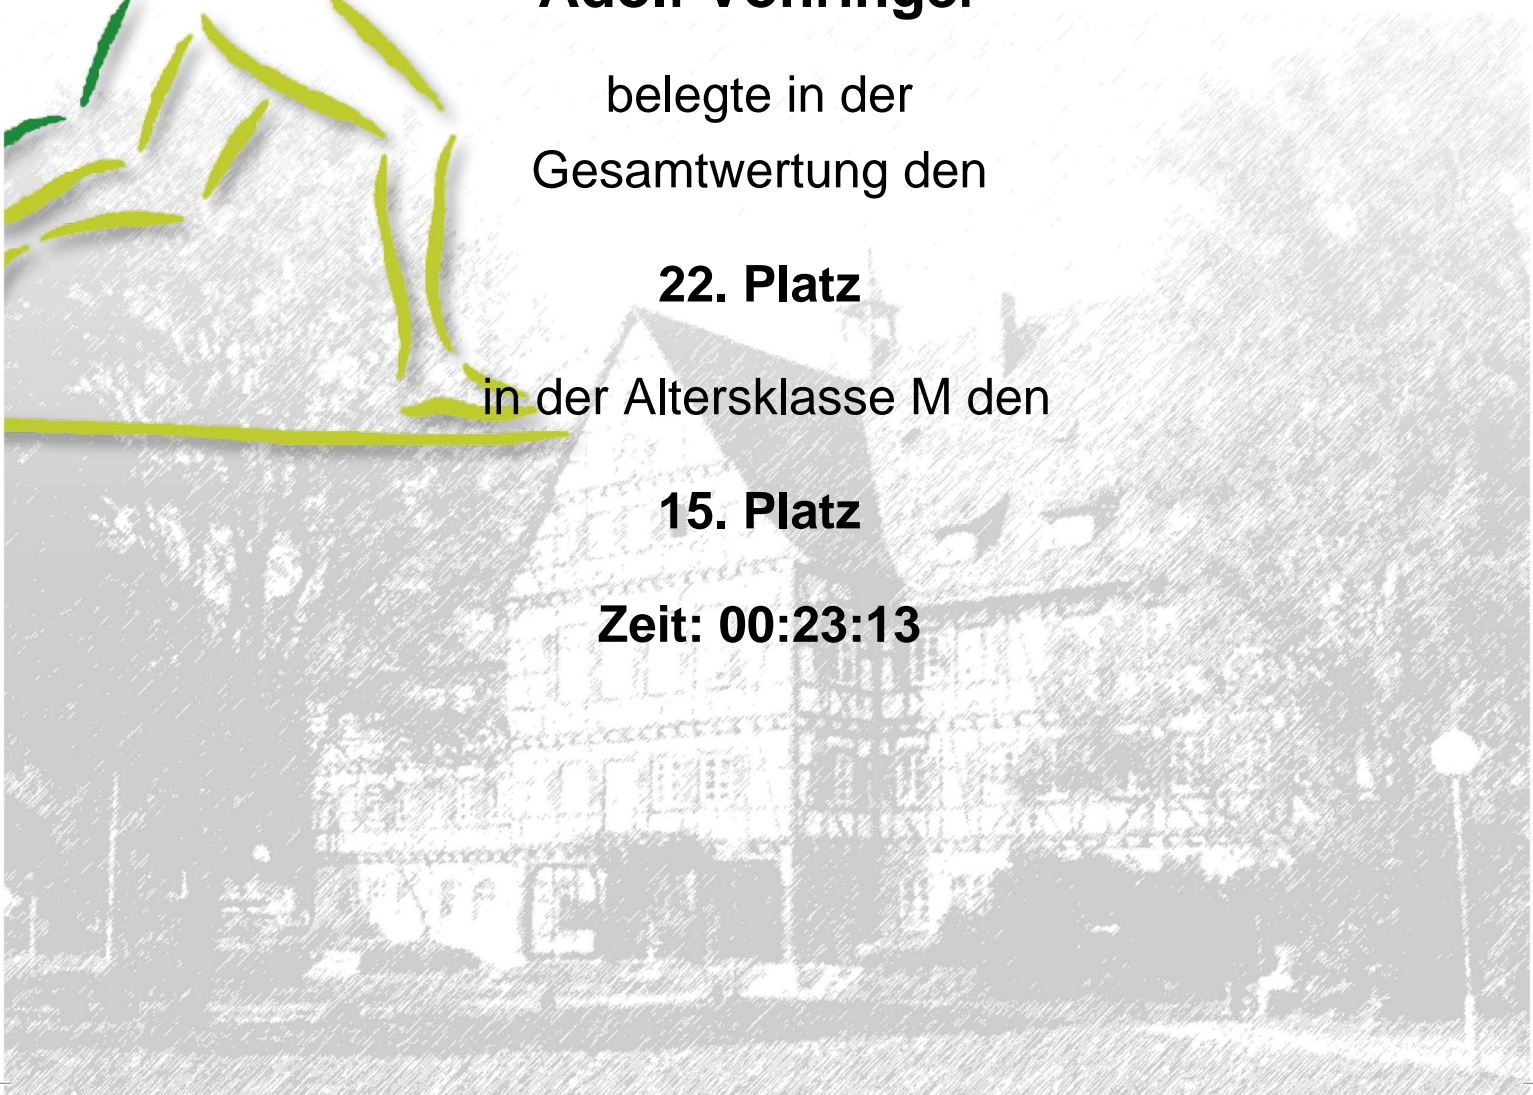 belegte in der
Gesamtwertung den
22. Platz
in der Altersklasse M den
15. Platz
Zeit: 00:23:13